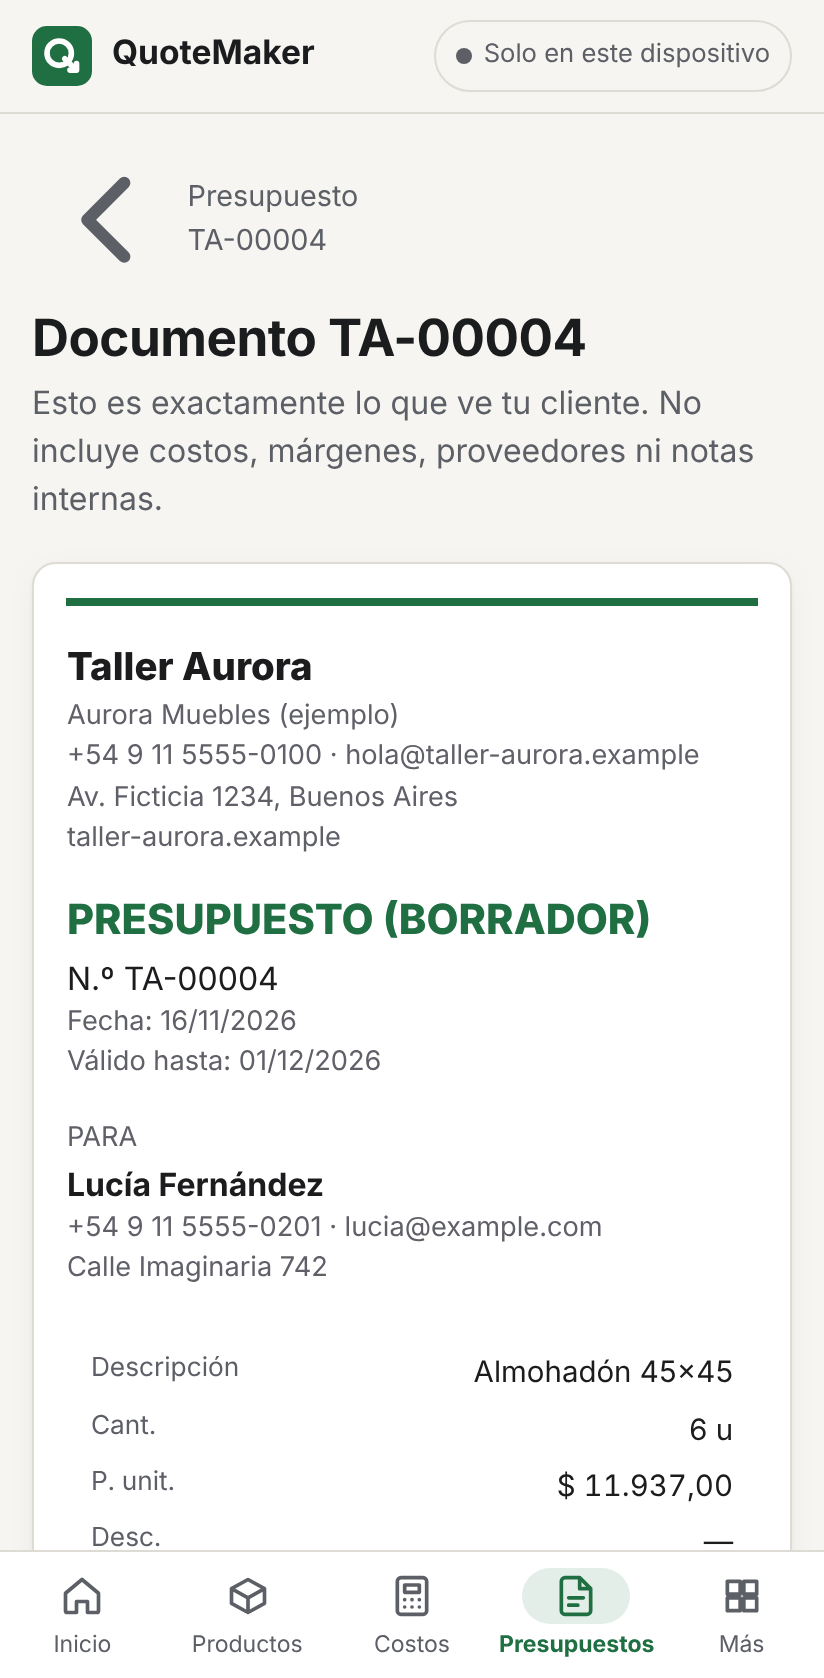 QuoteMaker
Solo en este dispositivo
Presupuesto
TA-00004
Documento TA-00004
Esto es exactamente lo que ve tu cliente. No
incluye costos, márgenes, proveedores ni notas
internas.
Taller Aurora
Aurora Muebles (ejemplo)
+54 9 11 5555-0100 · hola@taller-aurora.example
Av. Ficticia 1234, Buenos Aires
taller-aurora.example
PRESUPUESTO (BORRADOR)
N.º TA-00004
Fecha: 16/11/2026
Válido hasta: 01/12/2026
PARA
Lucía Fernández
+54 9 11 5555-0201 · lucia@example.com
Calle Imaginaria 742
Descripción Almohadón 45×45
Cant. 6 u
P. unit. $ 11.937,00
Desc. —
Inicio Productos Costos Presupuestos Más